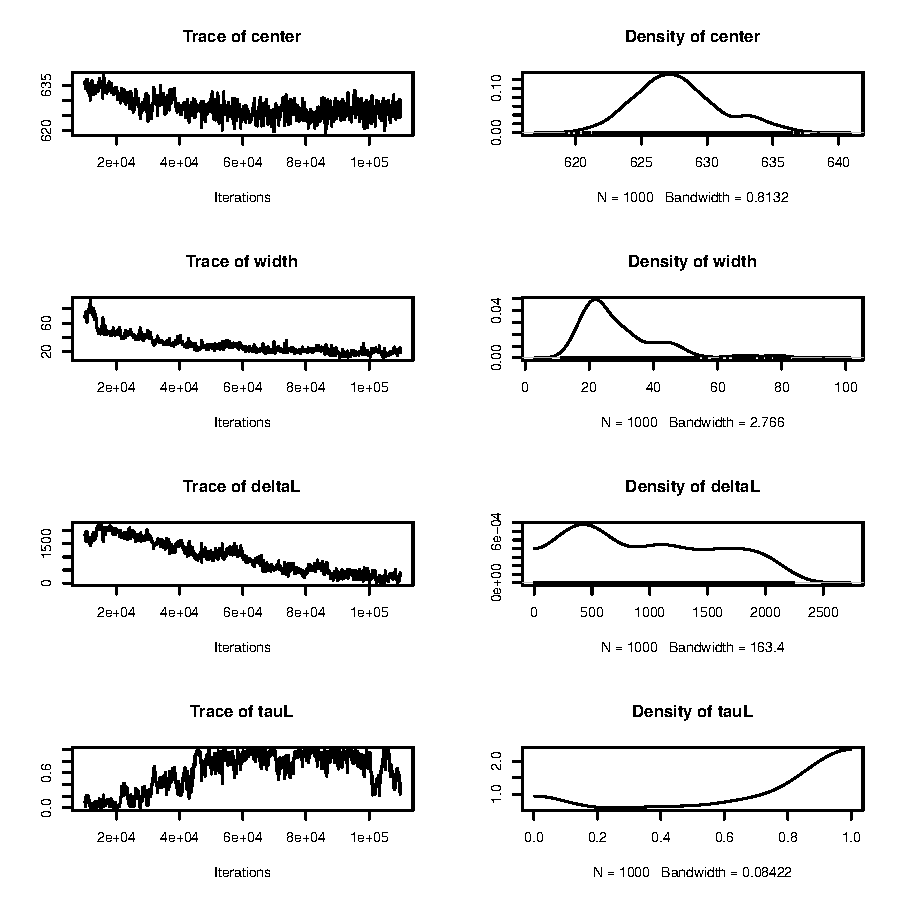 Trace of center
635
620
2e+04 4e+04 6e+04 8e+04 1e+05
Iterations
Density of center
0.10
0.00
620 625 630 635 640
N = 1000 Bandwidth = 0.8132
Trace of width
60
20
2e+04 4e+04 6e+04 8e+04 1e+05
Iterations
Density of width
0.04
0.00
0 20 40 60 80 100
N = 1000 Bandwidth = 2.766
Trace of deltaL
1500
0
2e+04 4e+04 6e+04 8e+04 1e+05
Iterations
Density of deltaL
6e-04
0e+00
0 500 1000 1500 2000 2500
N = 1000 Bandwidth = 163.4
Trace of tauL
0.6
0.0
2e+04 4e+04 6e+04 8e+04 1e+05
Iterations
Density of tauL
2.0
1.0
0.0 0.2 0.4 0.6 0.8 1.0
N = 1000 Bandwidth = 0.08422